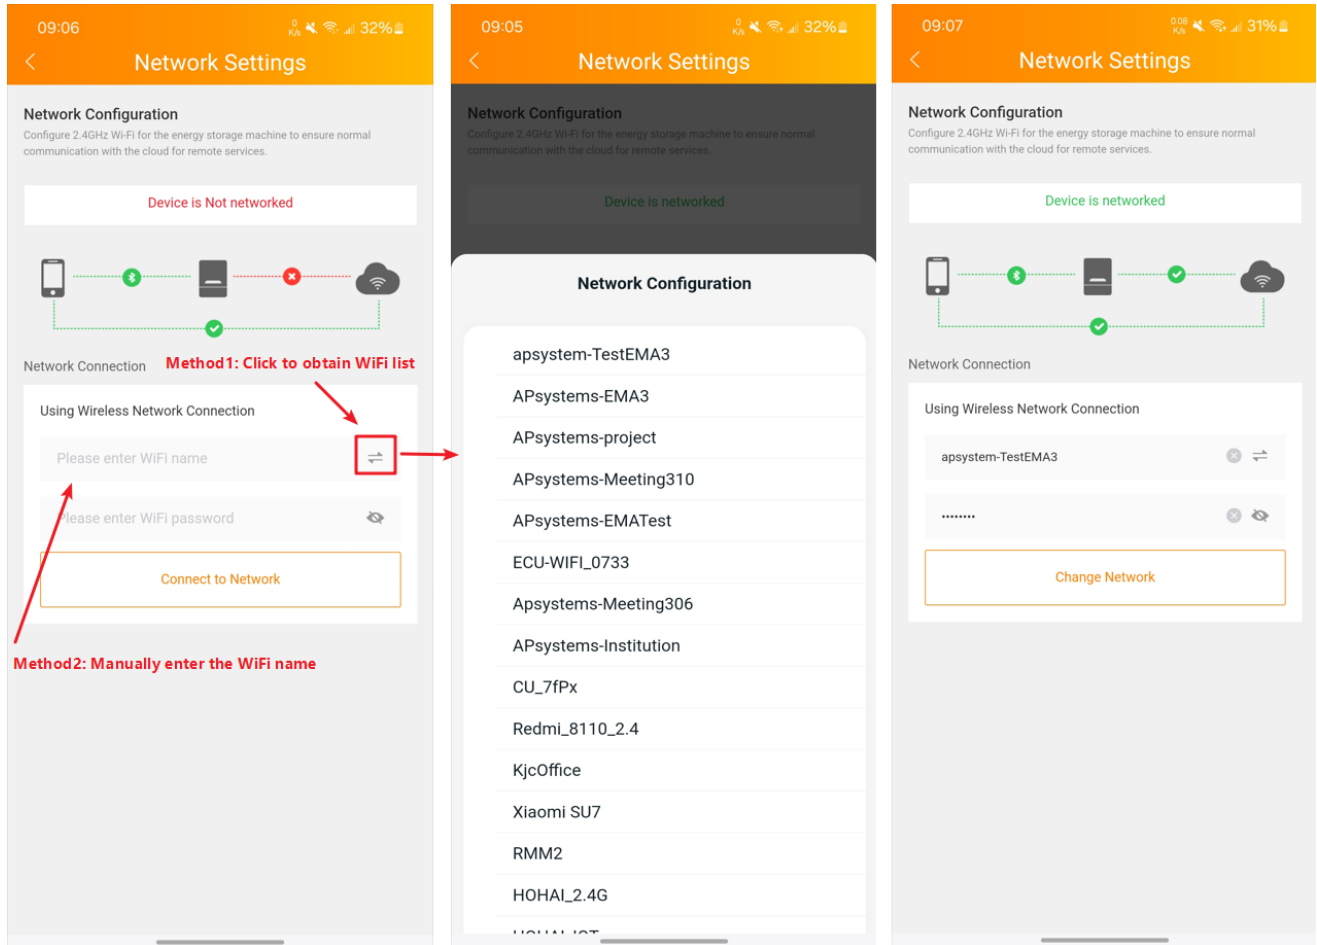 09:06
0
K/s
32%
Network Settings
Network Configuration
Configure 2.4GHz Wi-Fi for the energy storage machine to ensure normal
communication with the cloud for remote services.
Device is Not networked
Network Connection
Method1: Click to obtain WiFi list
Using Wireless Network Connection
Please enter WiFi name
Please enter WiFi password
Connect to Network
Method2: Manually enter the WiFi name
09:05
0
K/s
32%
Network Settings
Network Configuration
Configure 2.4GHz Wi-Fi for the energy storage machine to ensure normal
communication with the cloud for remote services.
Device is networked
Network Configuration
apsystem-TestEMA3
APsystems-EMA3
APsystems-project
APsystems-Meeting310
APsystems-EMATest
ECU-WIFI_0733
Apsystems-Meeting306
APsystems-Institution
CU_7fPx
Redmi_8110_2.4
KjcOffice
Xiaomi SU7
RMM2
HOHAI_2.4G
09:07
0.08
K/s
31%
Network Settings
Network Configuration
Configure 2.4GHz Wi-Fi for the energy storage machine to ensure normal
communication with the cloud for remote services.
Device is networked
Network Connection
Using Wireless Network Connection
apsystem-TestEMA3
••••••••
Change Network